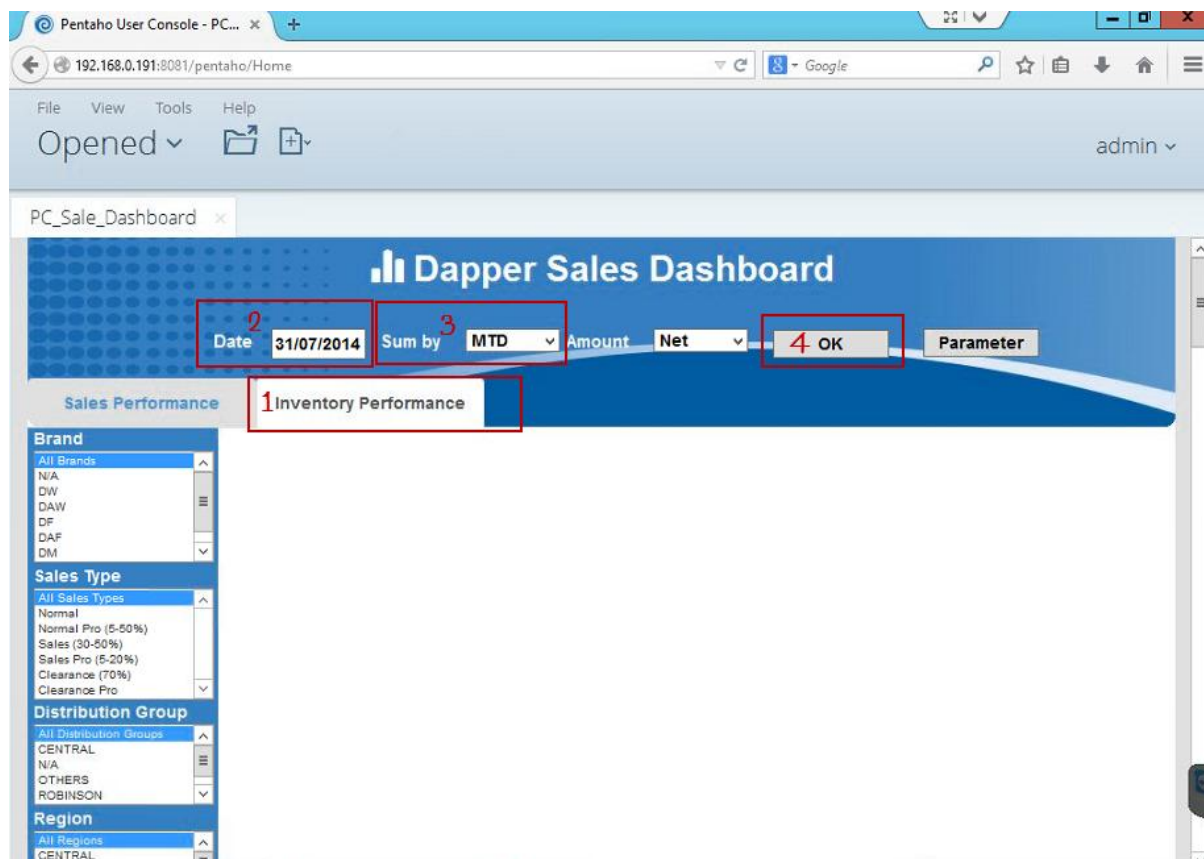 Pentaho User Console - PC...
192.168.0.191:8081/pentaho/Home
Google
File View Tools Help
Opened
admin
PC_Sale_Dashboard
Dapper Sales Dashboard
2 3
Date 31/07/2014 Sum by MTD Amount Net 4 OK Parameter
Sales Performance 1 Inventory Performance
Brand
All Brands
N/A
DW
DAW
DF
DAF
DM
Sales Type
All Sales Types
Normal
Normal Pro (5-50%)
Sales (30-50%)
Sales Pro (5-20%)
Clearance (70%)
Clearance Pro
Distribution Group
All Distribution Groups
CENTRAL
N/A
OTHERS
ROBINSON
Region
All Regions
CENTRAL